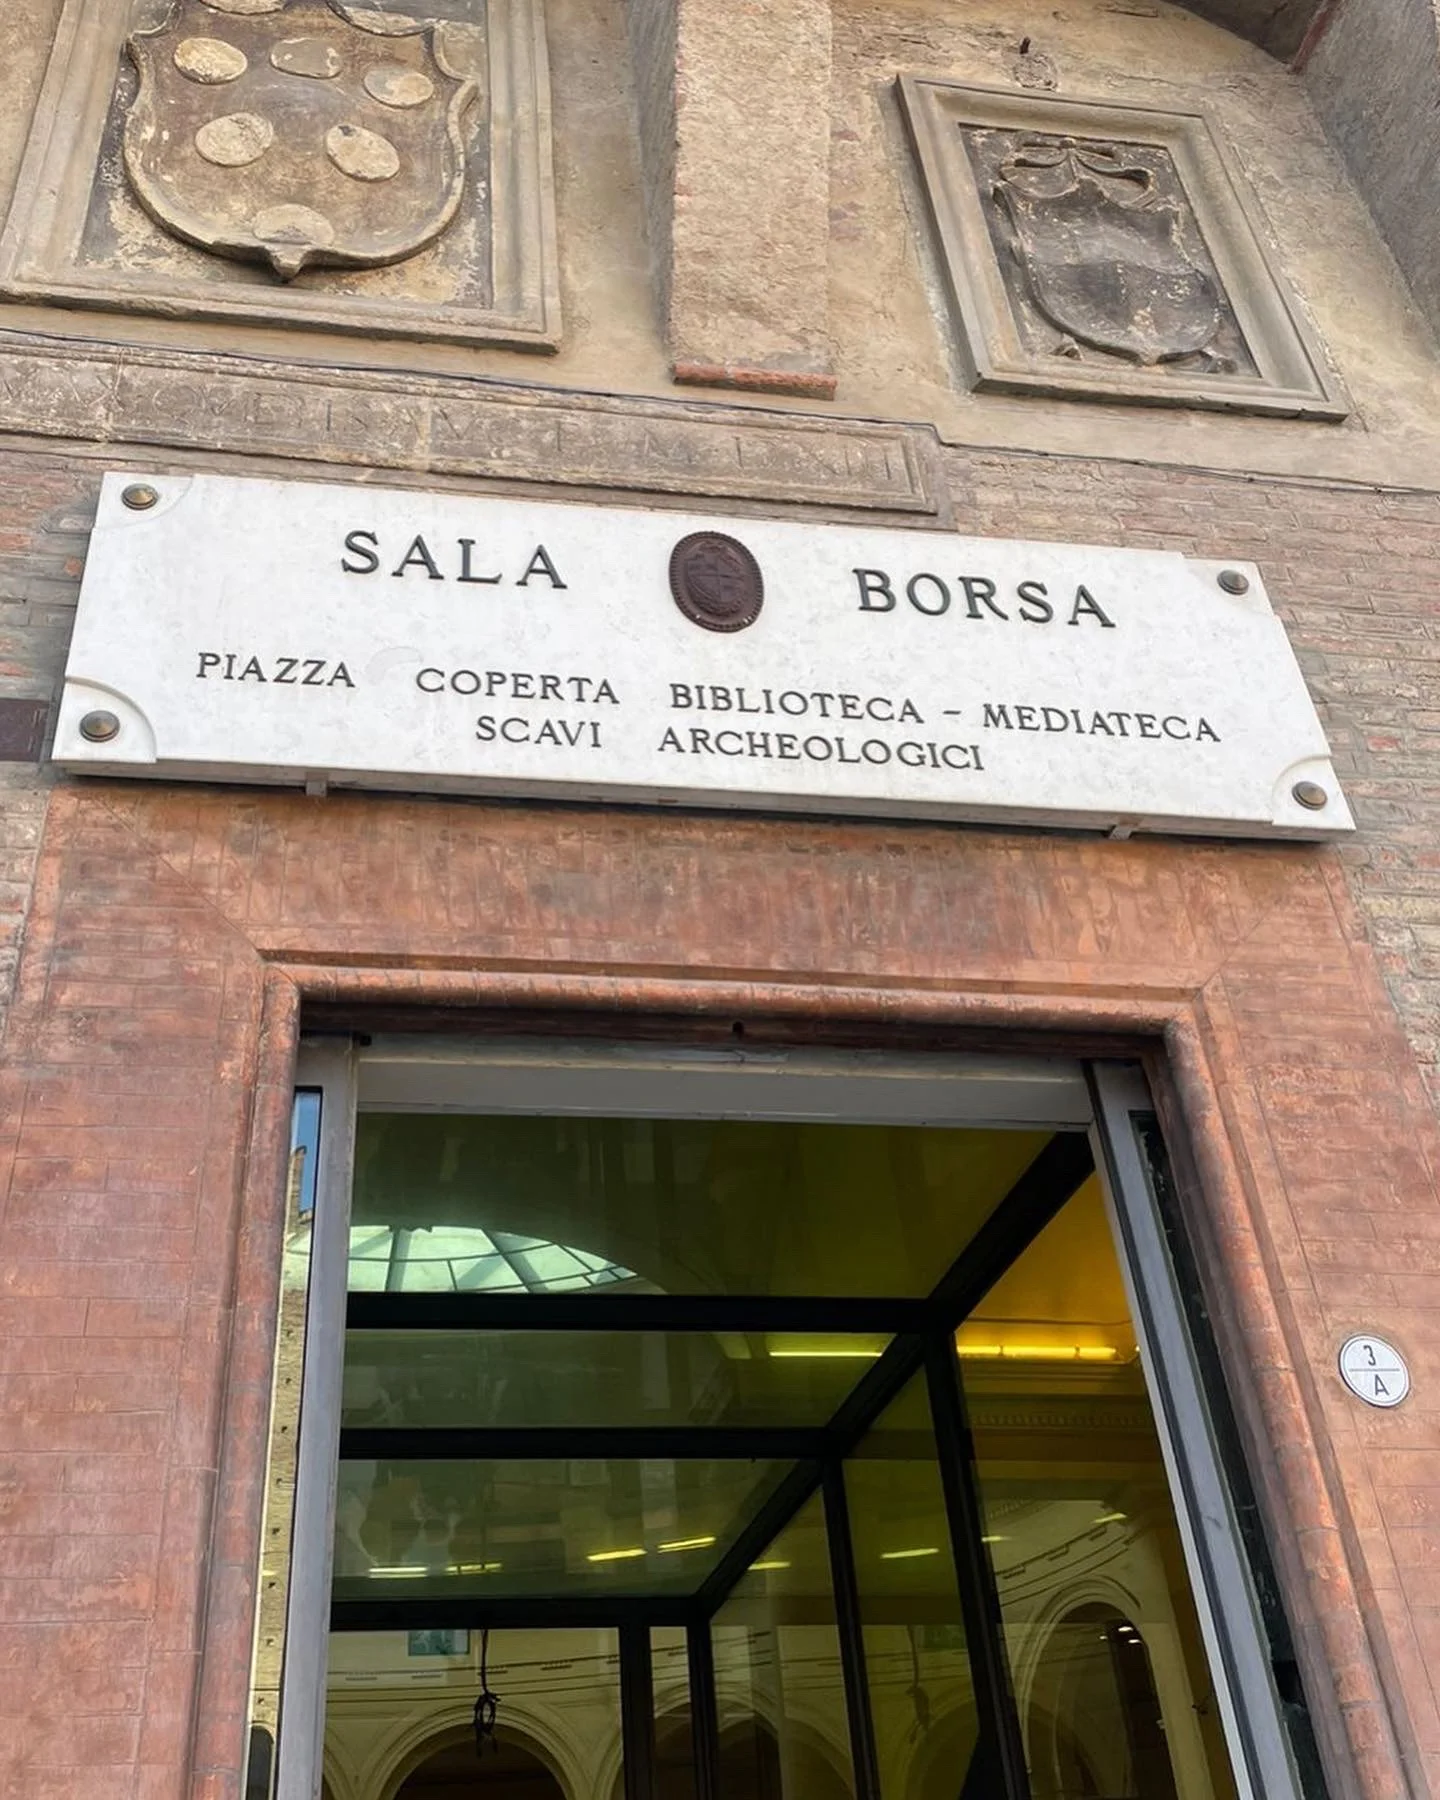 SALA BORSA
PIAZZA COPERTA BIBLIOTECA - MEDIATECA
SCAVI ARCHEOLOGICI
3
A